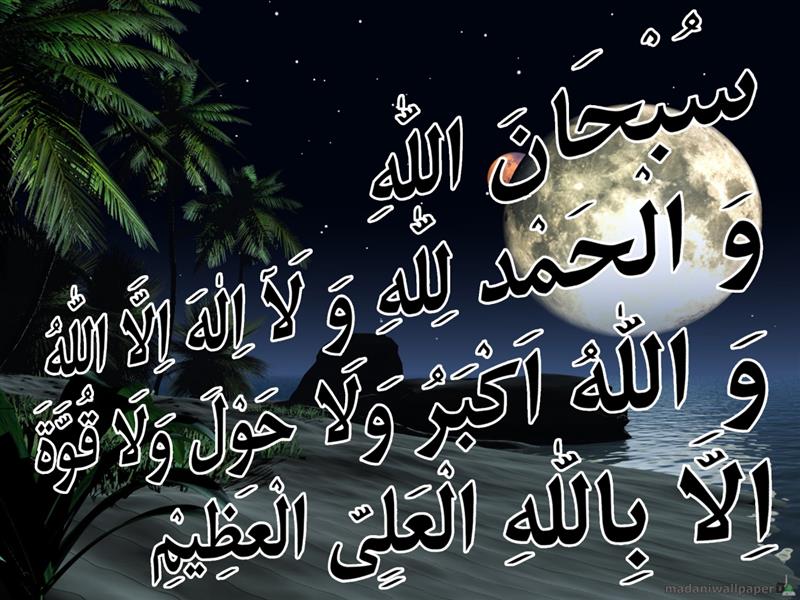 سُبْحَانَ اللّٰهِ
وَ الْحَمْد لِلّٰهِ وَ لَآ اِلٰهَ اِلَّا اللّٰهُ
وَ اللّٰهُ اَكْبَرُ وَلَا حَوْلَ وَلَا قُوَّةَ
اِلَّا بِاللّٰهِ الْعَلِىِّ الْعَظِيْمِ
madaniwallpaper